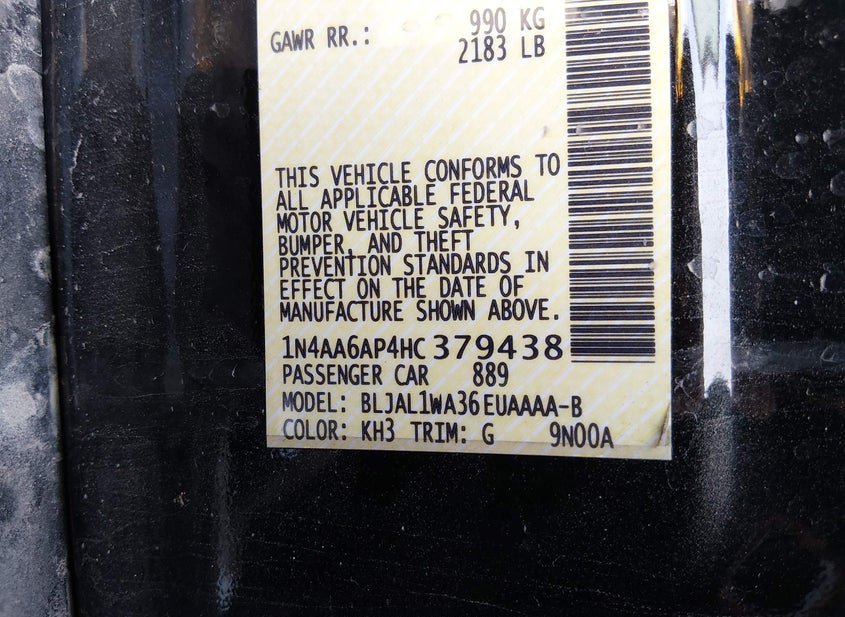 GAWR RR.: 990 KG
2183 LB
THIS VEHICLE CONFORMS TO
ALL APPLICABLE FEDERAL
MOTOR VEHICLE SAFETY,
BUMPER, AND THEFT
PREVENTION STANDARDS IN
EFFECT ON THE DATE OF
MANUFACTURE SHOWN ABOVE.
1N4AA6AP4HC379438
PASSENGER CAR 889
MODEL: BLJAL1WA36EUAAAA-B
COLOR: KH3 TRIM: G 9N00A